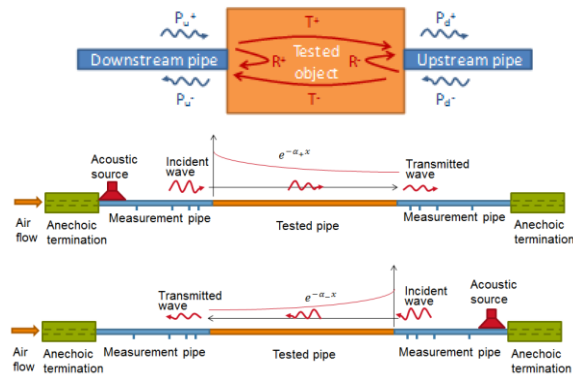 Pu+ T+ Pd+
Downstream pipe R+ Tested object R- Upstream pipe
Pu- T- Pd-
e^{-α₊x}
Acoustic source
Incident wave
Transmitted wave
Air flow
Anechoic termination
Measurement pipe
Tested pipe
Measurement pipe
Anechoic termination
e^{-α₋x}
Transmitted wave
Incident wave
Acoustic source
Air flow
Anechoic termination
Measurement pipe
Tested pipe
Measurement pipe
Anechoic termination